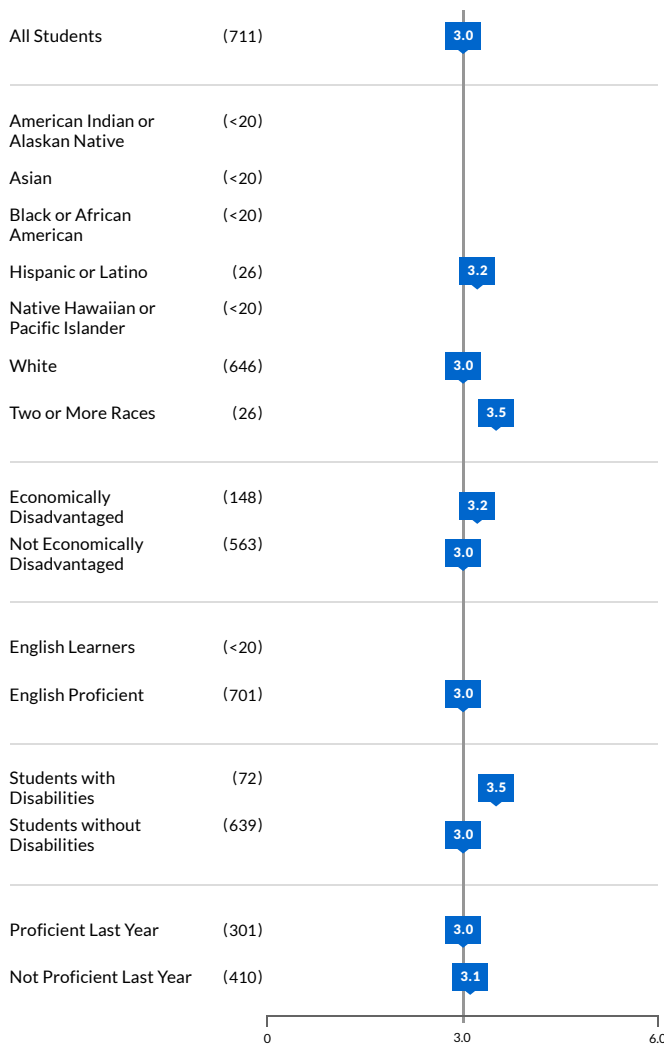 All Students (711) 3.0
American Indian or
Alaskan Native (<20)
Asian (<20)
Black or African
American (<20)
Hispanic or Latino (26) 3.2
Native Hawaiian or
Pacific Islander (<20)
White (646) 3.0
Two or More Races (26) 3.5
Economically
Disadvantaged (148) 3.2
Not Economically
Disadvantaged (563) 3.0
English Learners (<20)
English Proficient (701) 3.0
Students with
Disabilities (72) 3.5
Students without
Disabilities (639) 3.0
Proficient Last Year (301) 3.0
Not Proficient Last Year (410) 3.1
0 3.0 6.0